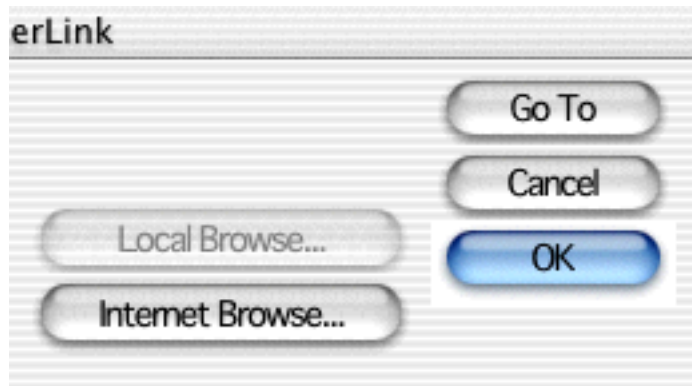 erLink
Go To
Cancel
Local Browse...
OK
Internet Browse...